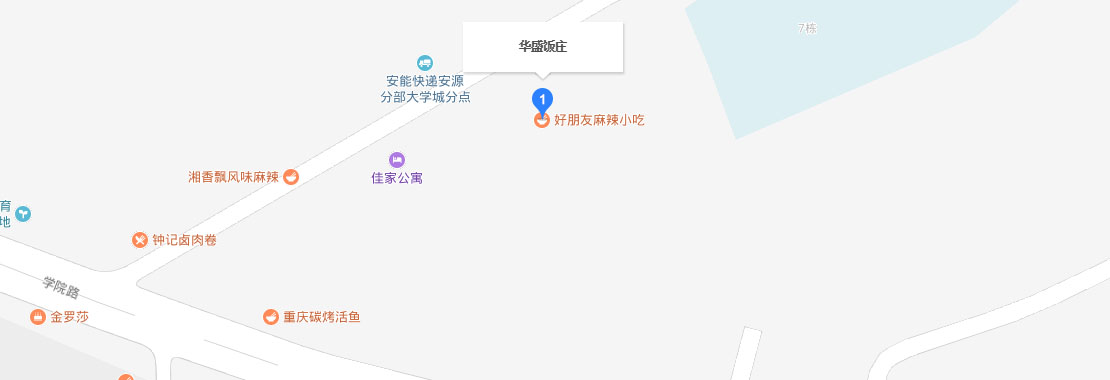 7栋
华盛饭庄
安能快递安源
分部大学城分点
1
好朋友麻辣小吃
湘香飘风味麻辣
佳家公寓
育
地
钟记卤肉卷
学院路
金罗莎
重庆碳烤活鱼